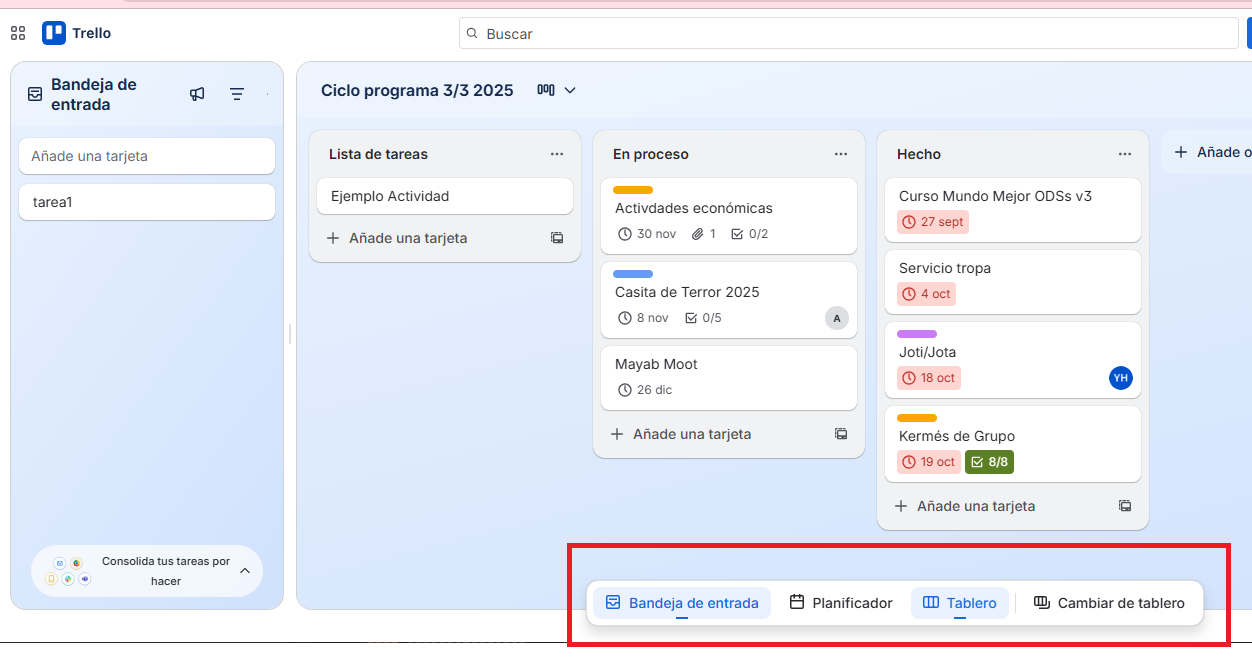 Trello
Buscar
Bandeja de
entrada
Añade una tarjeta
tarea1
Consolida tus tareas por
hacer
Ciclo programa 3/3 2025
Lista de tareas
Ejemplo Actividad
Añade una tarjeta
En proceso
Activdades económicas
30 nov 1 0/2
Casita de Terror 2025
8 nov 0/5 A
Mayab Moot
26 dic
Añade una tarjeta
Hecho
Curso Mundo Mejor ODSs v3
27 sept
Servicio tropa
4 oct
Joti/Jota
18 oct YH
Kermés de Grupo
19 oct 8/8
Añade una tarjeta
Añade o
Bandeja de entrada Planificador Tablero Cambiar de tablero